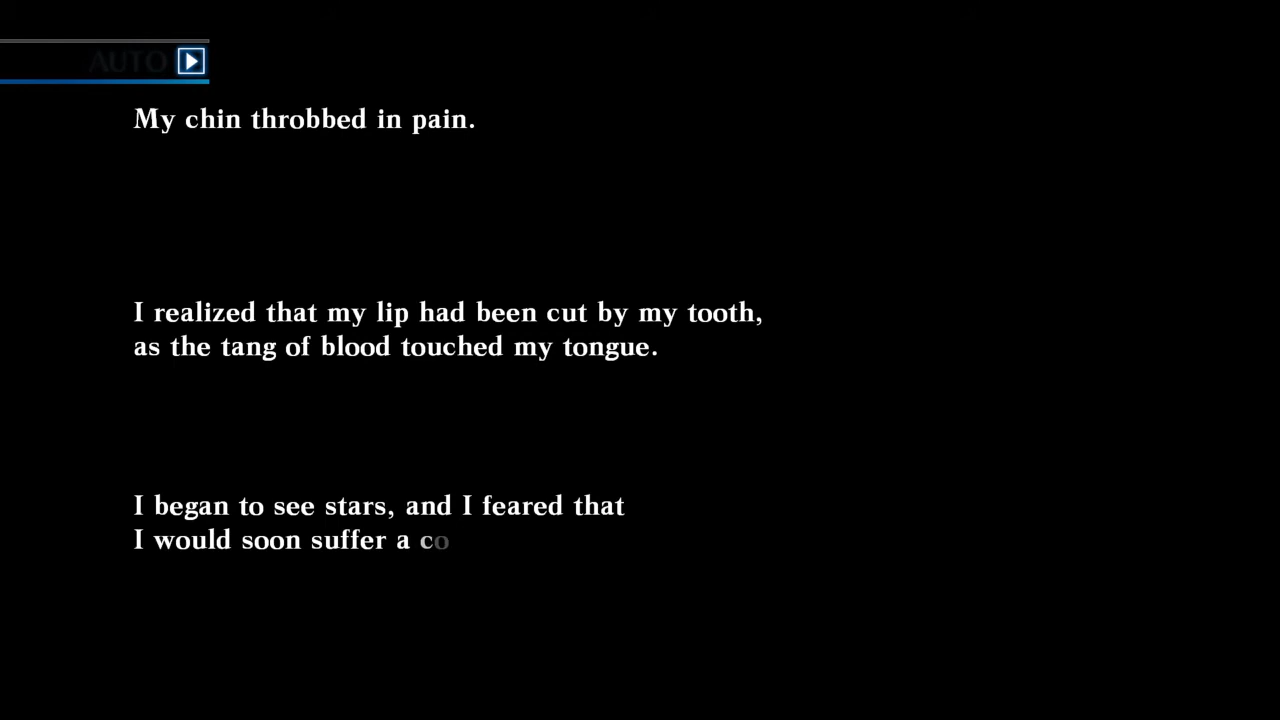 AUTO
My chin throbbed in pain.
I realized that my lip had been cut by my tooth,
as the tang of blood touched my tongue.
I began to see stars, and I feared that
I would soon suffer a co